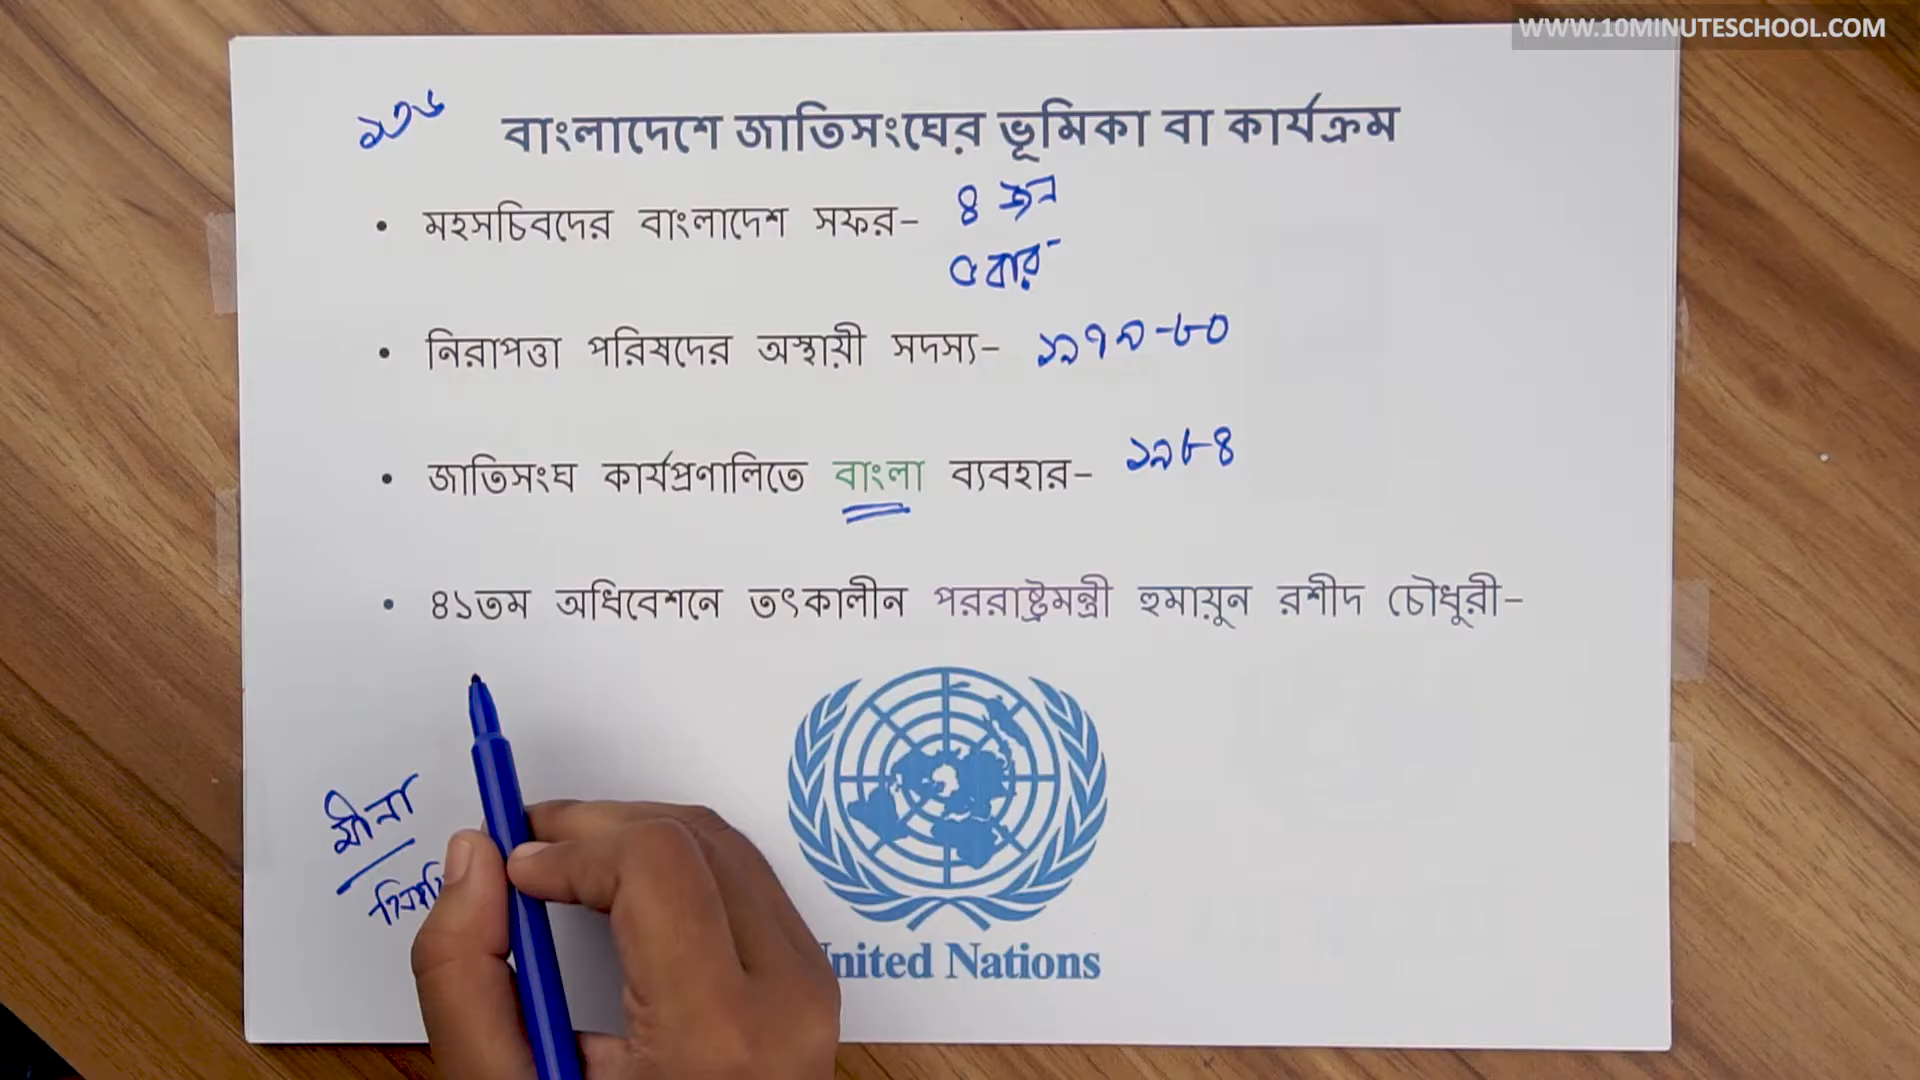 WWW.10MINUTESCHOOL.COM
১৩৬
বাংলাদেশে জাতিসংঘের ভূমিকা বা কার্যক্রম
• মহসচিবদের বাংলাদেশ সফর- ৪ জন
৫ বার
• নিরাপত্তা পরিষদের অস্থায়ী সদস্য- ১৯৭৯-৮০
• জাতিসংঘ কার্যপ্রণালিতে বাংলা ব্যবহার- ১৯৮৪
• ৪১তম অধিবেশনে তৎকালীন পররাষ্ট্রমন্ত্রী হুমায়ুন রশীদ চৌধুরী-
মীনা
United Nations